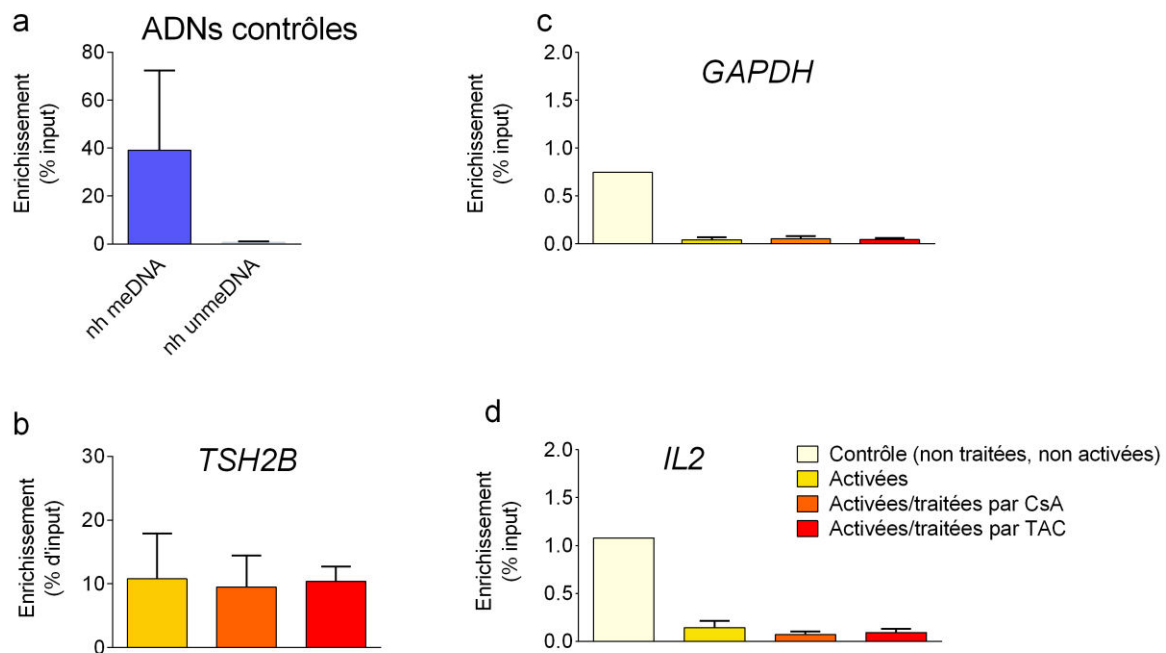 a
ADNs contrôles
Enrichissement
(% input)
80
60
40
20
0
nh meDNA
nh unmeDNA
c
GAPDH
Enrichissement
(% input)
2.0
1.5
1.0
0.5
0.0
b
TSH2B
Enrichissement
(% d'input)
30
20
10
0
d
IL2
Enrichissement
(% input)
2.0
1.5
1.0
0.5
0.0
Contrôle (non traitées, non activées)
Activées
Activées/traitées par CsA
Activées/traitées par TAC